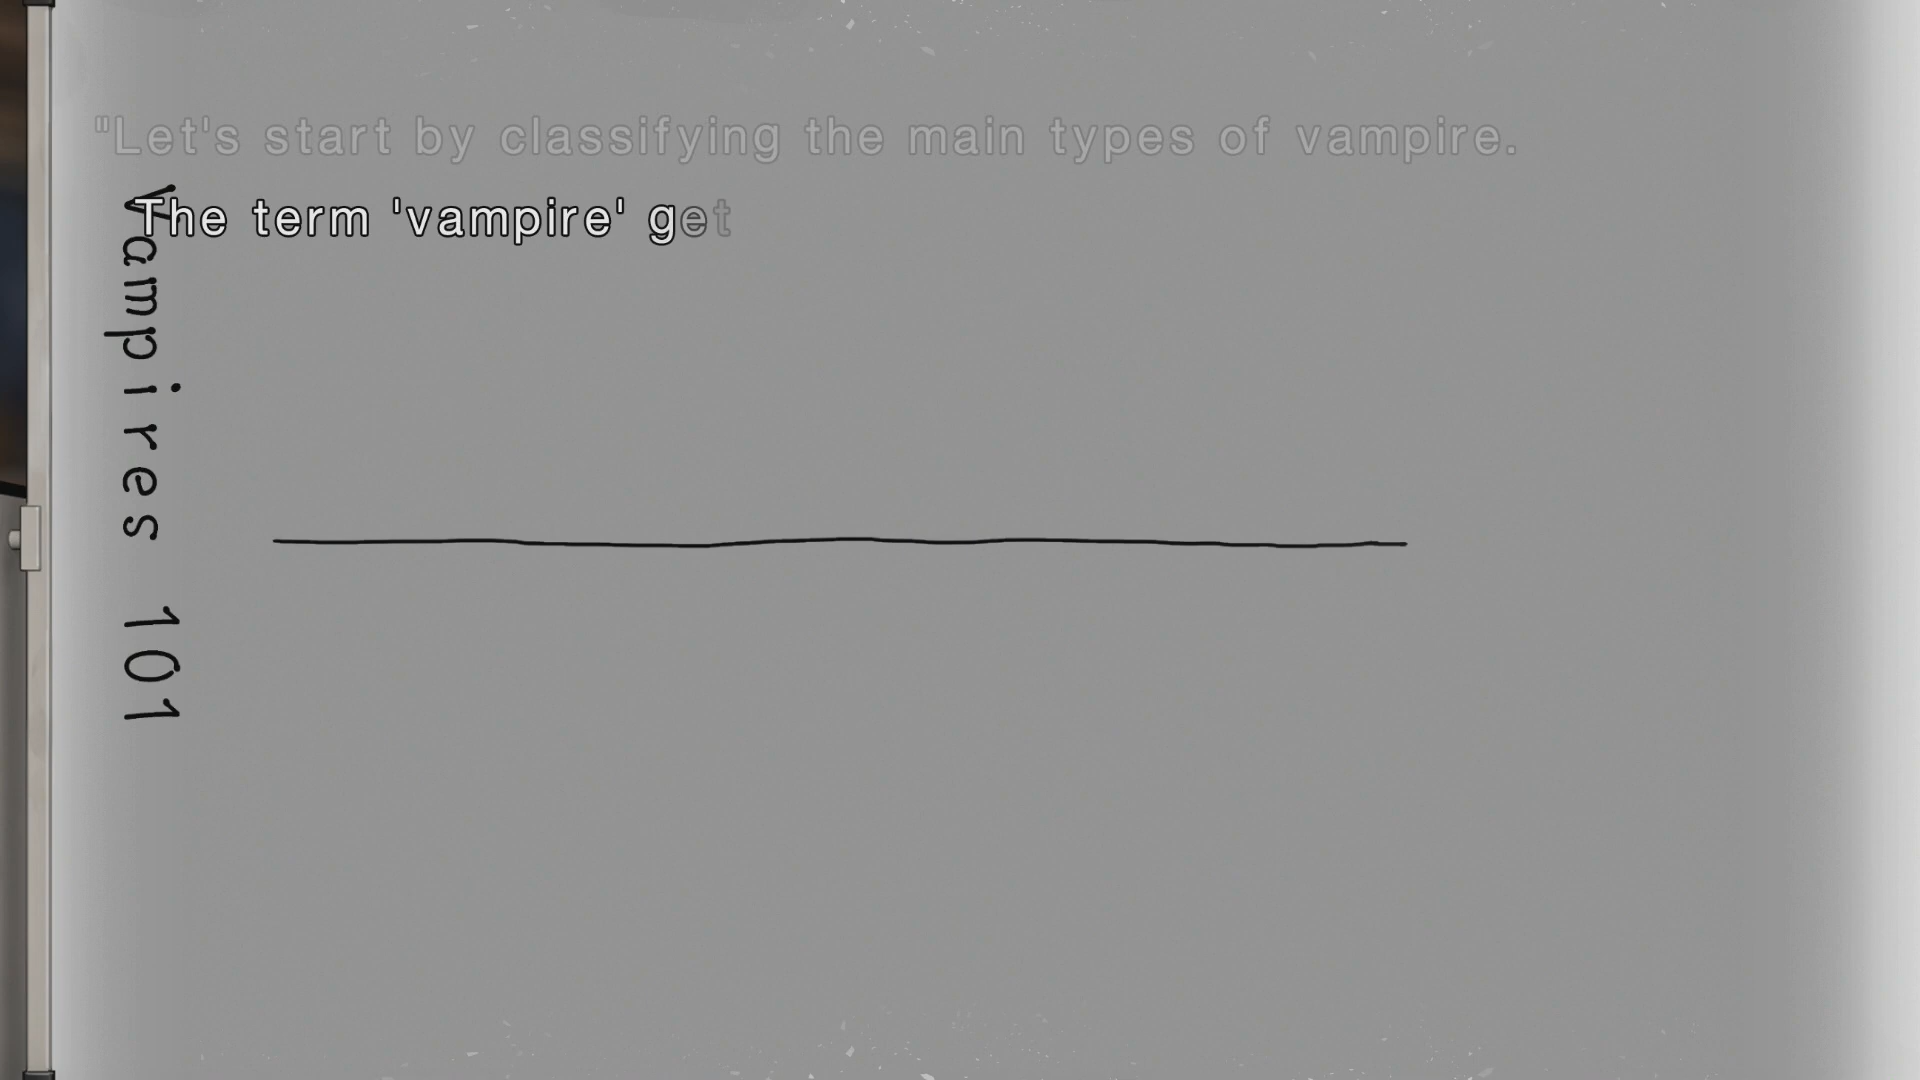 "Let's start by classifying the main types of vampire.
The term 'vampire' get
Vampires 101